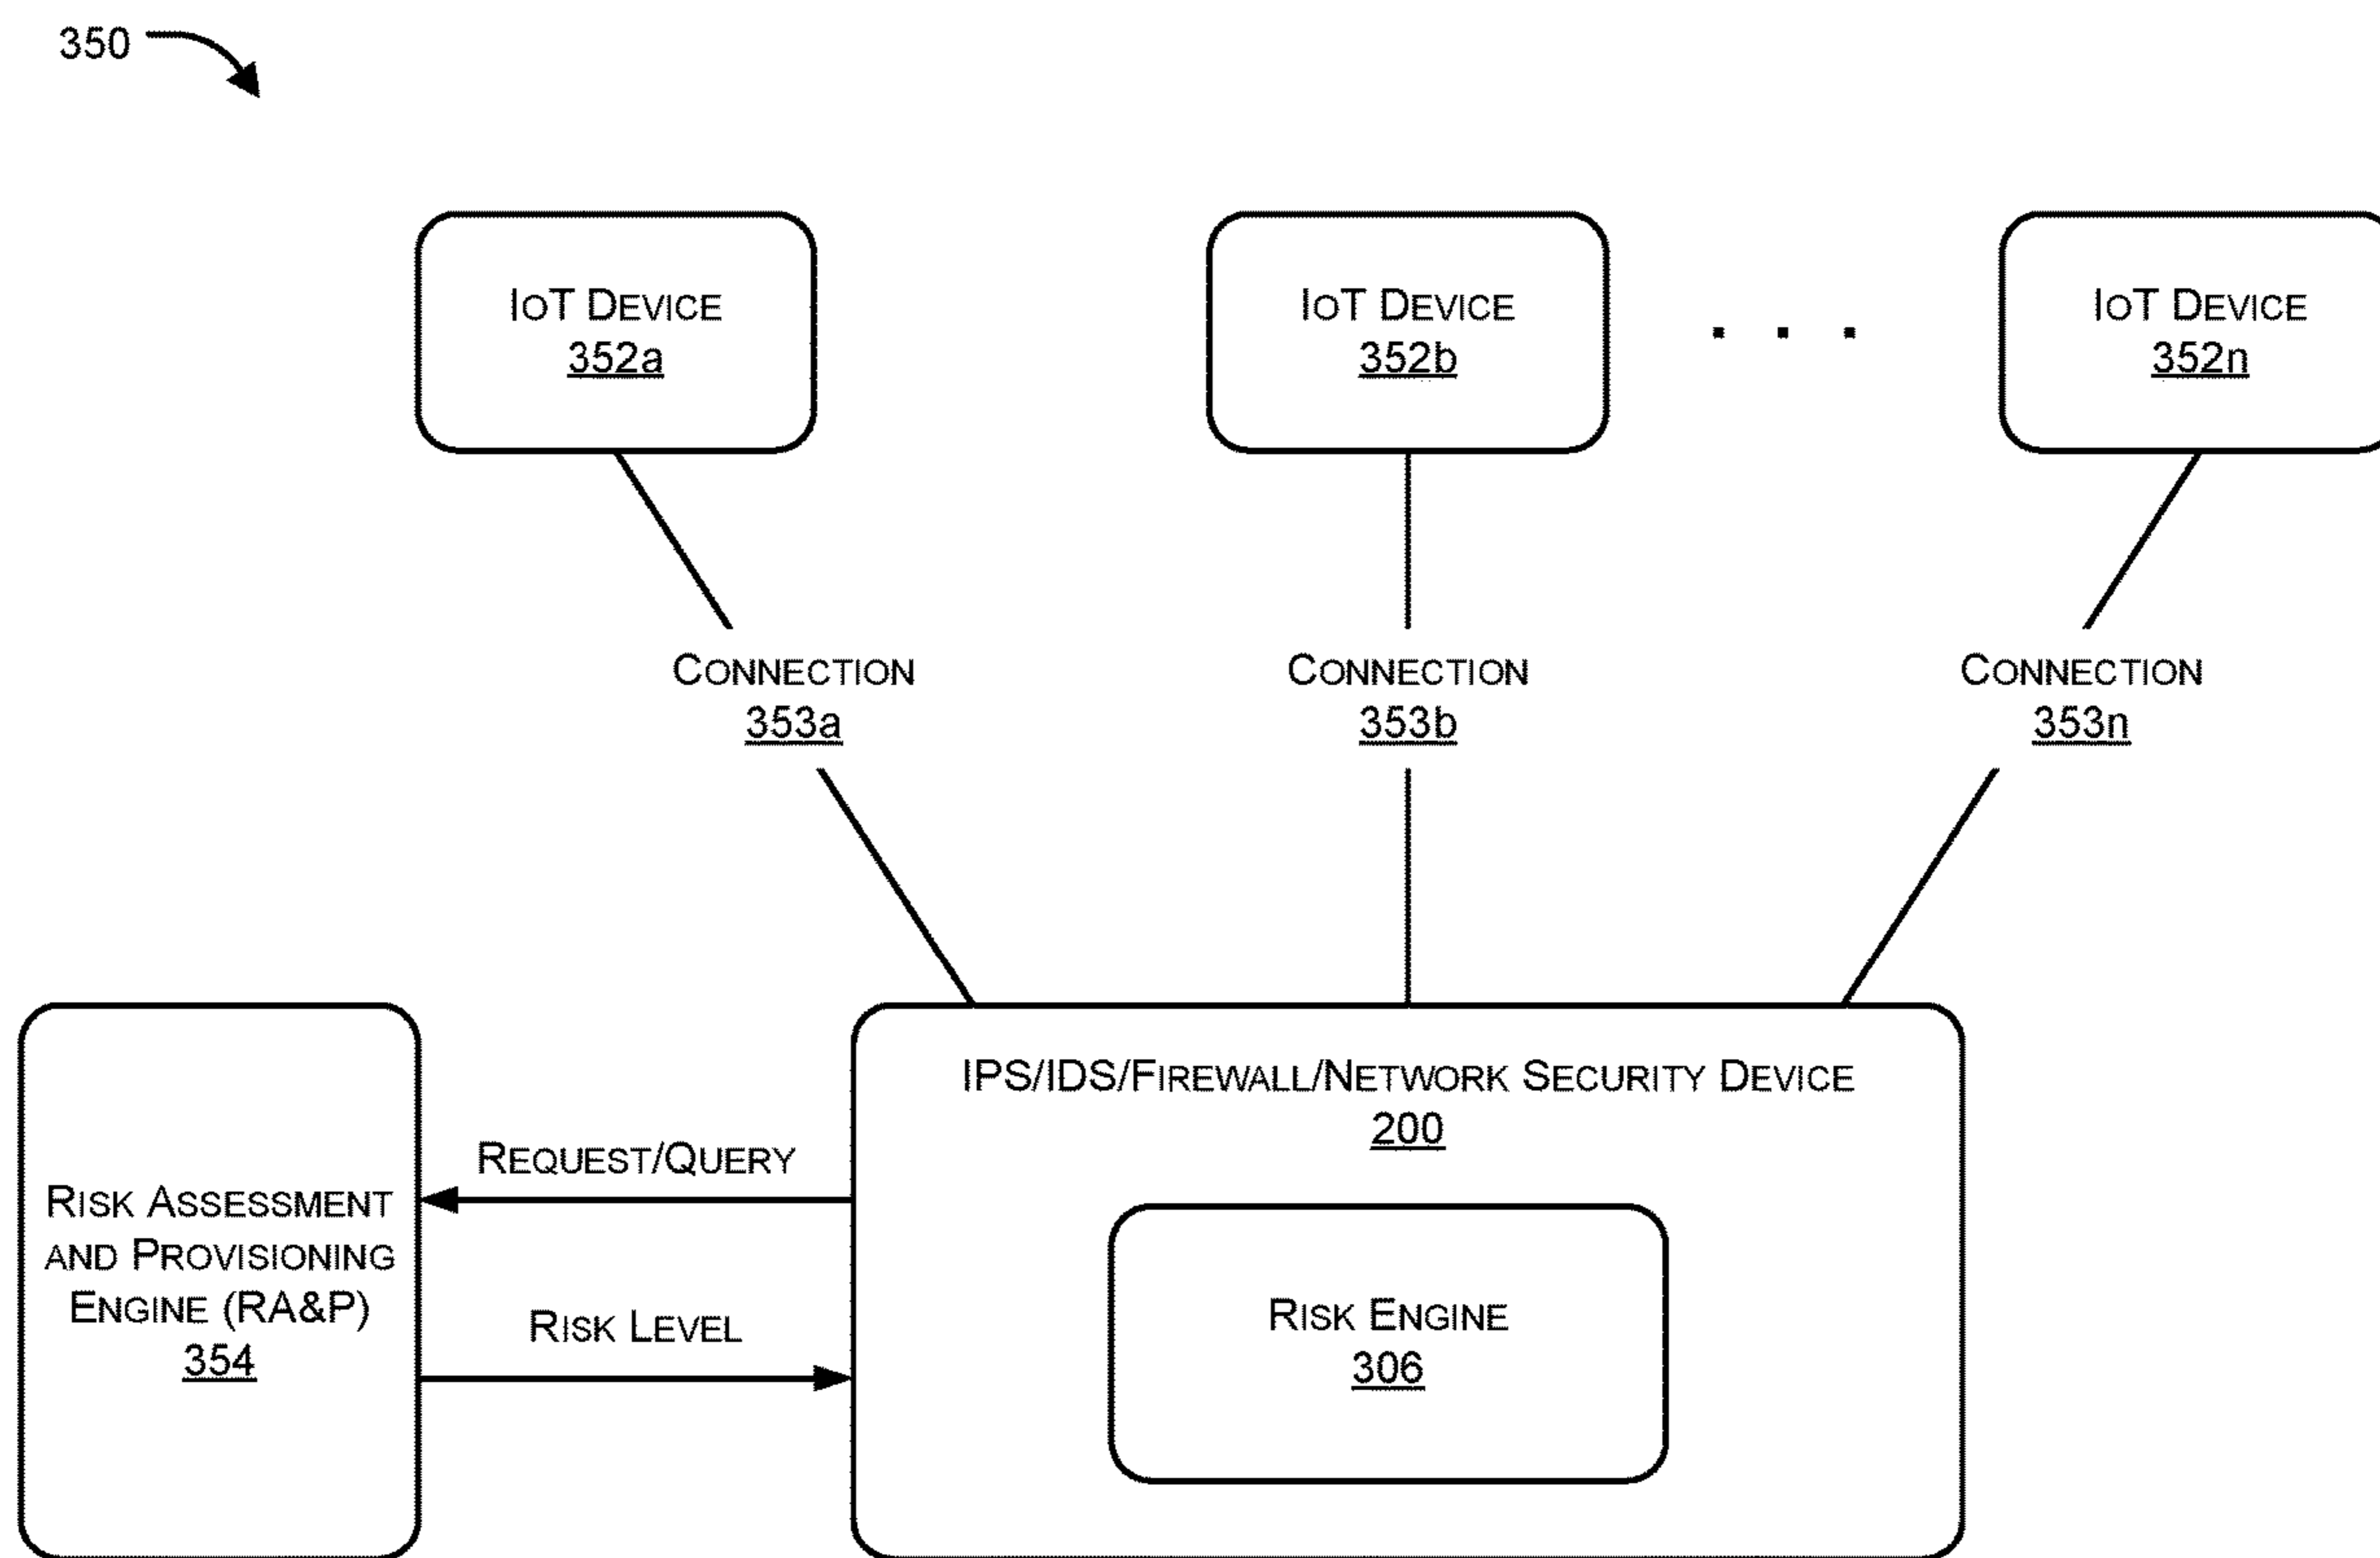 350
IoT Device
352a
IoT Device
352b
. . .
IoT Device
352n
Connection
353a
Connection
353b
Connection
353n
IPS/IDS/Firewall/Network Security Device
200
Request/Query
Risk Assessment
and Provisioning
Engine (RA&P)
354
Risk Level
Risk Engine
306